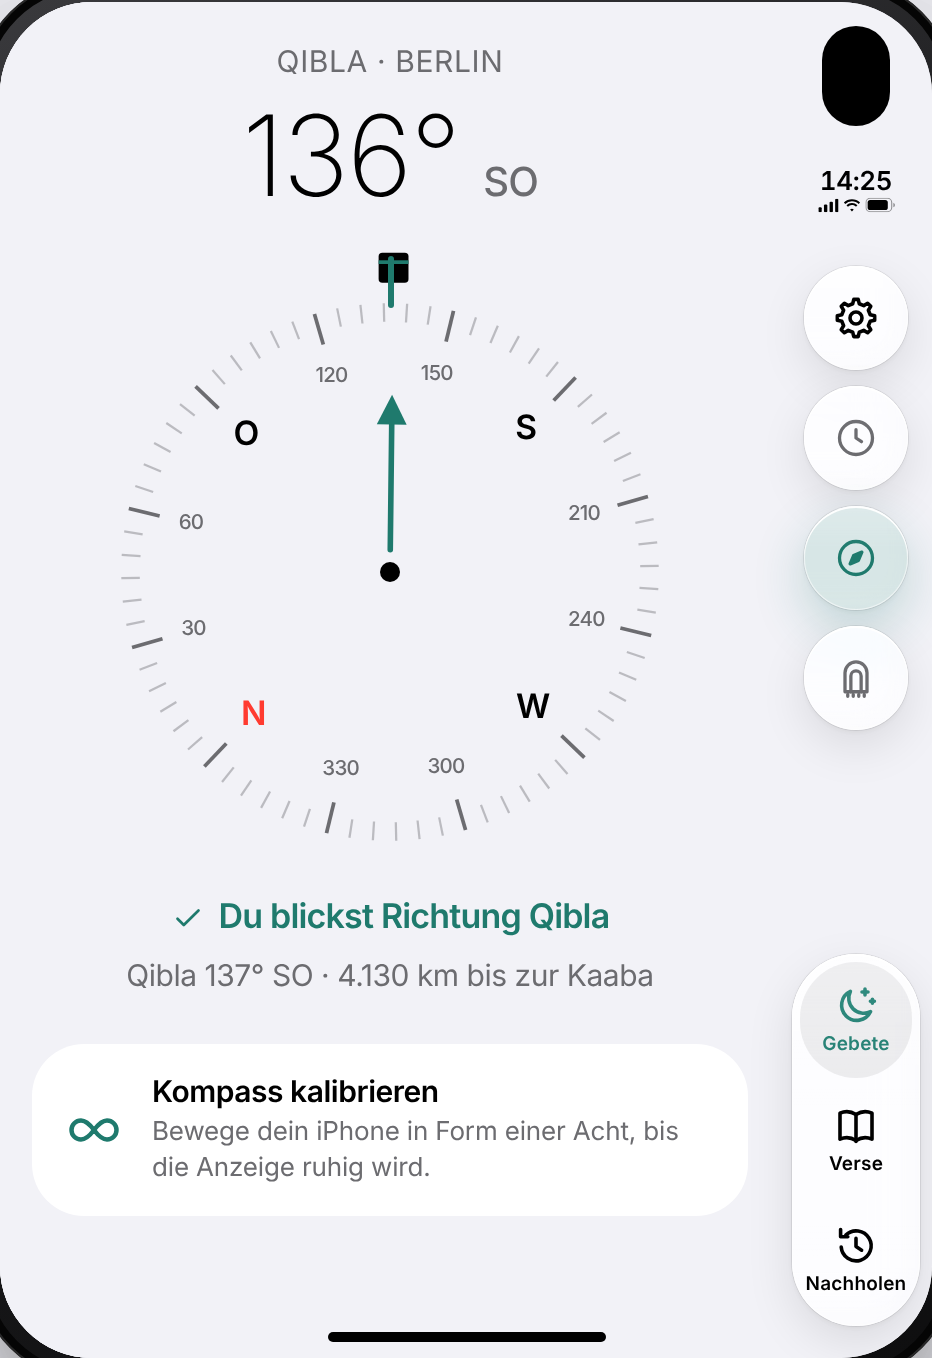 QIBLA · BERLIN
136° SO
14:25
120
150
O
S
60
210
30
240
N
W
330
300
Du blickst Richtung Qibla
Qibla 137° SO · 4.130 km bis zur Kaaba
Kompass kalibrieren
Bewege dein iPhone in Form einer Acht, bis
die Anzeige ruhig wird.
Gebete
Verse
Nachholen